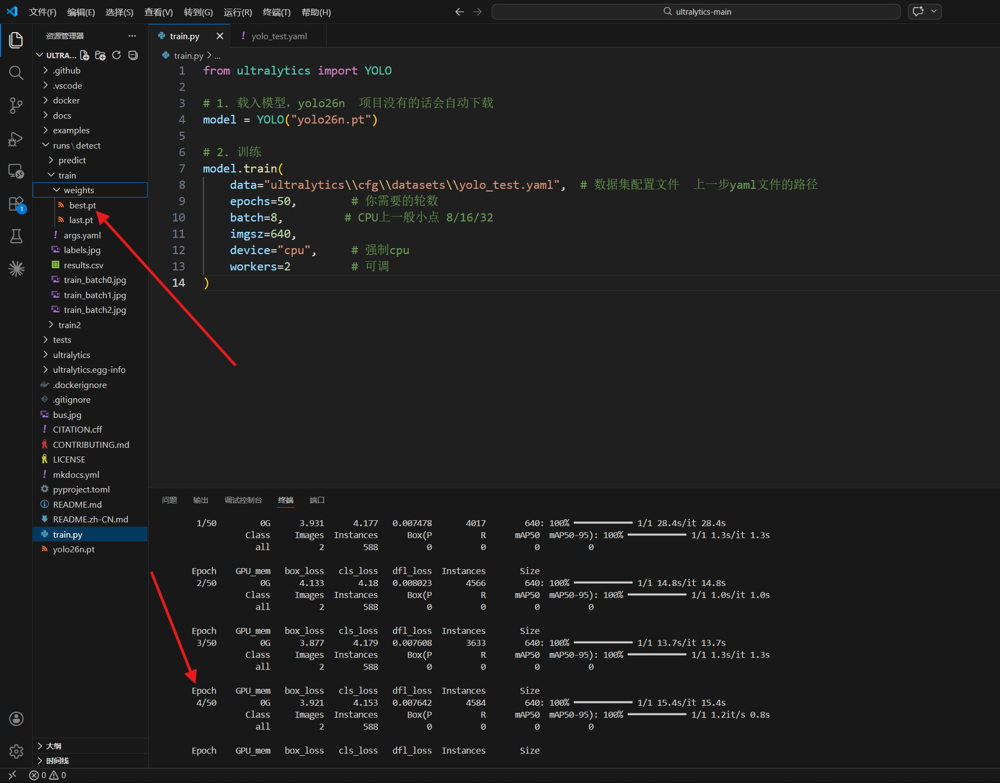 文件(F) 编辑(E) 选择(S) 查看(V) 转到(G) 运行(R) 终端(T) 帮助(H)
ultralytics-main
资源管理器
train.py
yolo_test.yaml
ULTRA...
train.py > ...
.github
.vscode
docker
docs
examples
runs\detect
predict
train
weights
best.pt
last.pt
args.yaml
labels.jpg
results.csv
train_batch0.jpg
train_batch1.jpg
train_batch2.jpg
train2
tests
ultralytics
ultralytics.egg-info
.dockerignore
.gitignore
bus.jpg
CITATION.cff
CONTRIBUTING.md
LICENSE
mkdocs.yml
pyproject.toml
README.md
README.zh-CN.md
train.py
yolo26n.pt
大纲
时间线
1
1 from ultralytics import YOLO
2
3 # 1. 载入模型，yolo26n 项目没有的话会自动下载
4 model = YOLO("yolo26n.pt")
5
6 # 2. 训练
7 model.train(
8 data="ultralytics\\cfg\\datasets\\yolo_test.yaml", # 数据集配置文件 上一步yaml文件的路径
9 epochs=50, # 你需要的轮数
10 batch=8, # CPU上一般小点 8/16/32
11 imgsz=640,
12 device="cpu", # 强制cpu
13 workers=2 # 可调
14 )
问题 输出 调试控制台 终端 端口
1/50 0G 3.931 4.177 0.007478 4017 640: 100% 1/1 28.4s/it 28.4s
Class Images Instances Box(P R mAP50 mAP50-95): 100% 1/1 1.3s/it 1.3s
all 2 588 0 0 0 0
Epoch GPU_mem box_loss cls_loss dfl_loss Instances Size
2/50 0G 4.133 4.18 0.008023 4566 640: 100% 1/1 14.8s/it 14.8s
Class Images Instances Box(P R mAP50 mAP50-95): 100% 1/1 1.0s/it 1.0s
all 2 588 0 0 0 0
Epoch GPU_mem box_loss cls_loss dfl_loss Instances Size
3/50 0G 3.877 4.179 0.007608 3633 640: 100% 1/1 13.7s/it 13.7s
Class Images Instances Box(P R mAP50 mAP50-95): 100% 1/1 1.3s/it 1.3s
all 2 588 0 0 0 0
Epoch GPU_mem box_loss cls_loss dfl_loss Instances Size
4/50 0G 3.921 4.153 0.007642 4584 640: 100% 1/1 15.4s/it 15.4s
Class Images Instances Box(P R mAP50 mAP50-95): 100% 1/1 1.2it/s 0.8s
all 2 588 0 0 0 0
Epoch GPU_mem box_loss cls_loss dfl_loss Instances Size
0 0